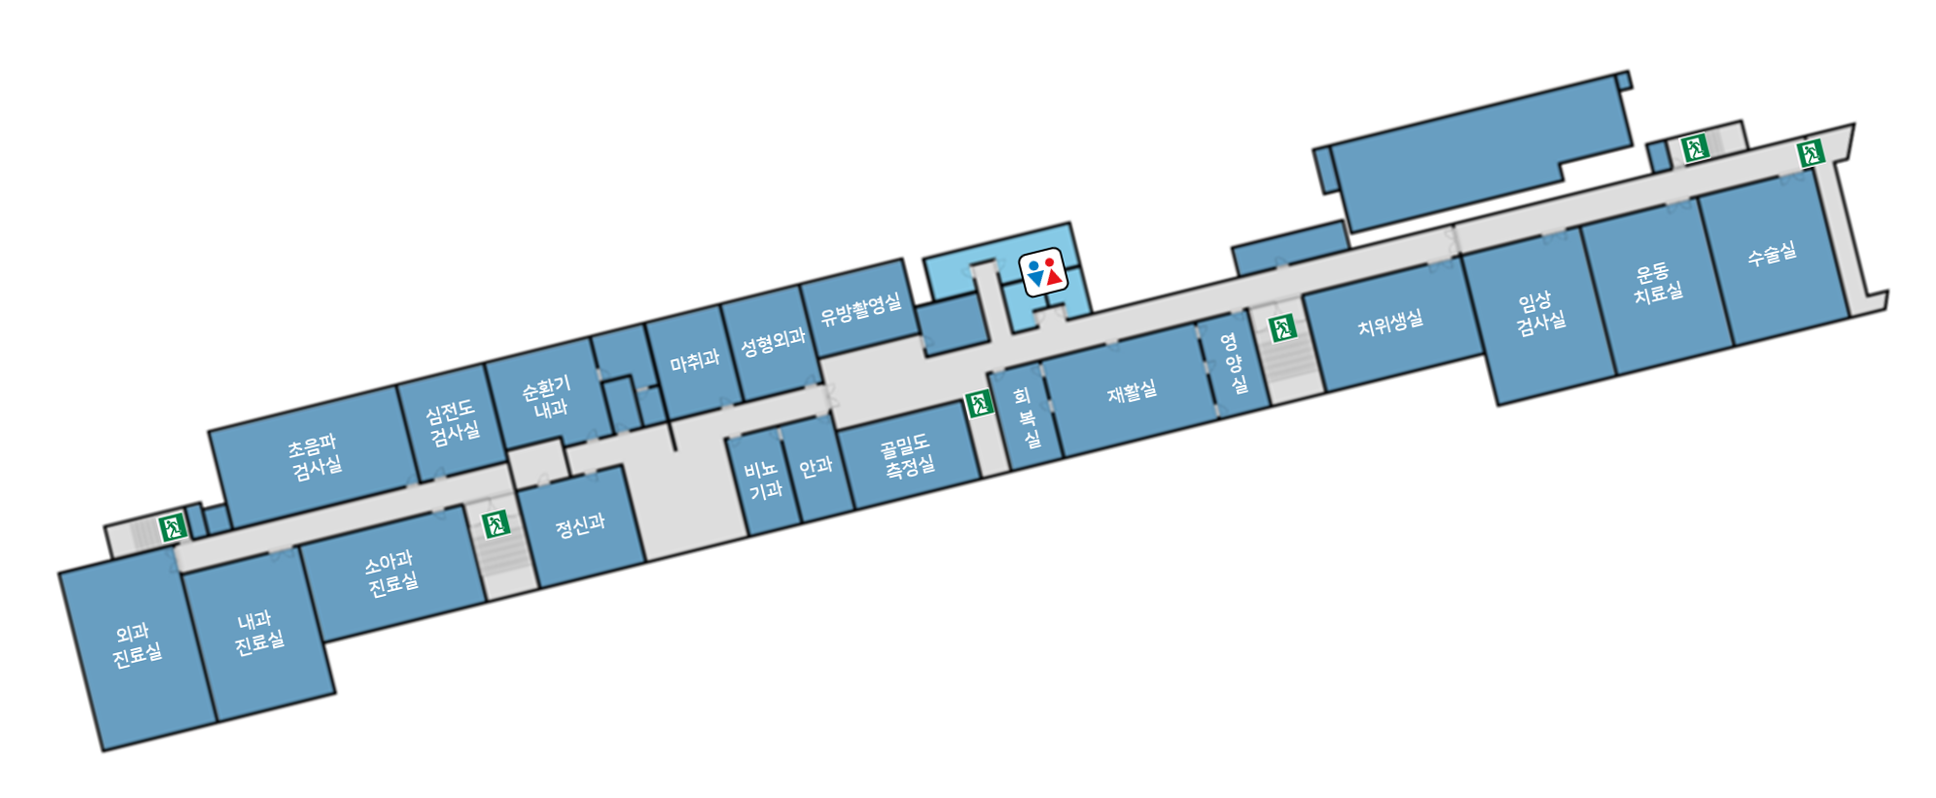 초음파
검사실
심전도
검사실
순환기
내과
마취과
성형외과
유방촬영실
외과
진료실
내과
진료실
소아과
진료실
정신과
비뇨
기과
안과
골밀도
측정실
회
복
실
재활실
영
양
실
치위생실
임상
검사실
운동
치료실
수술실